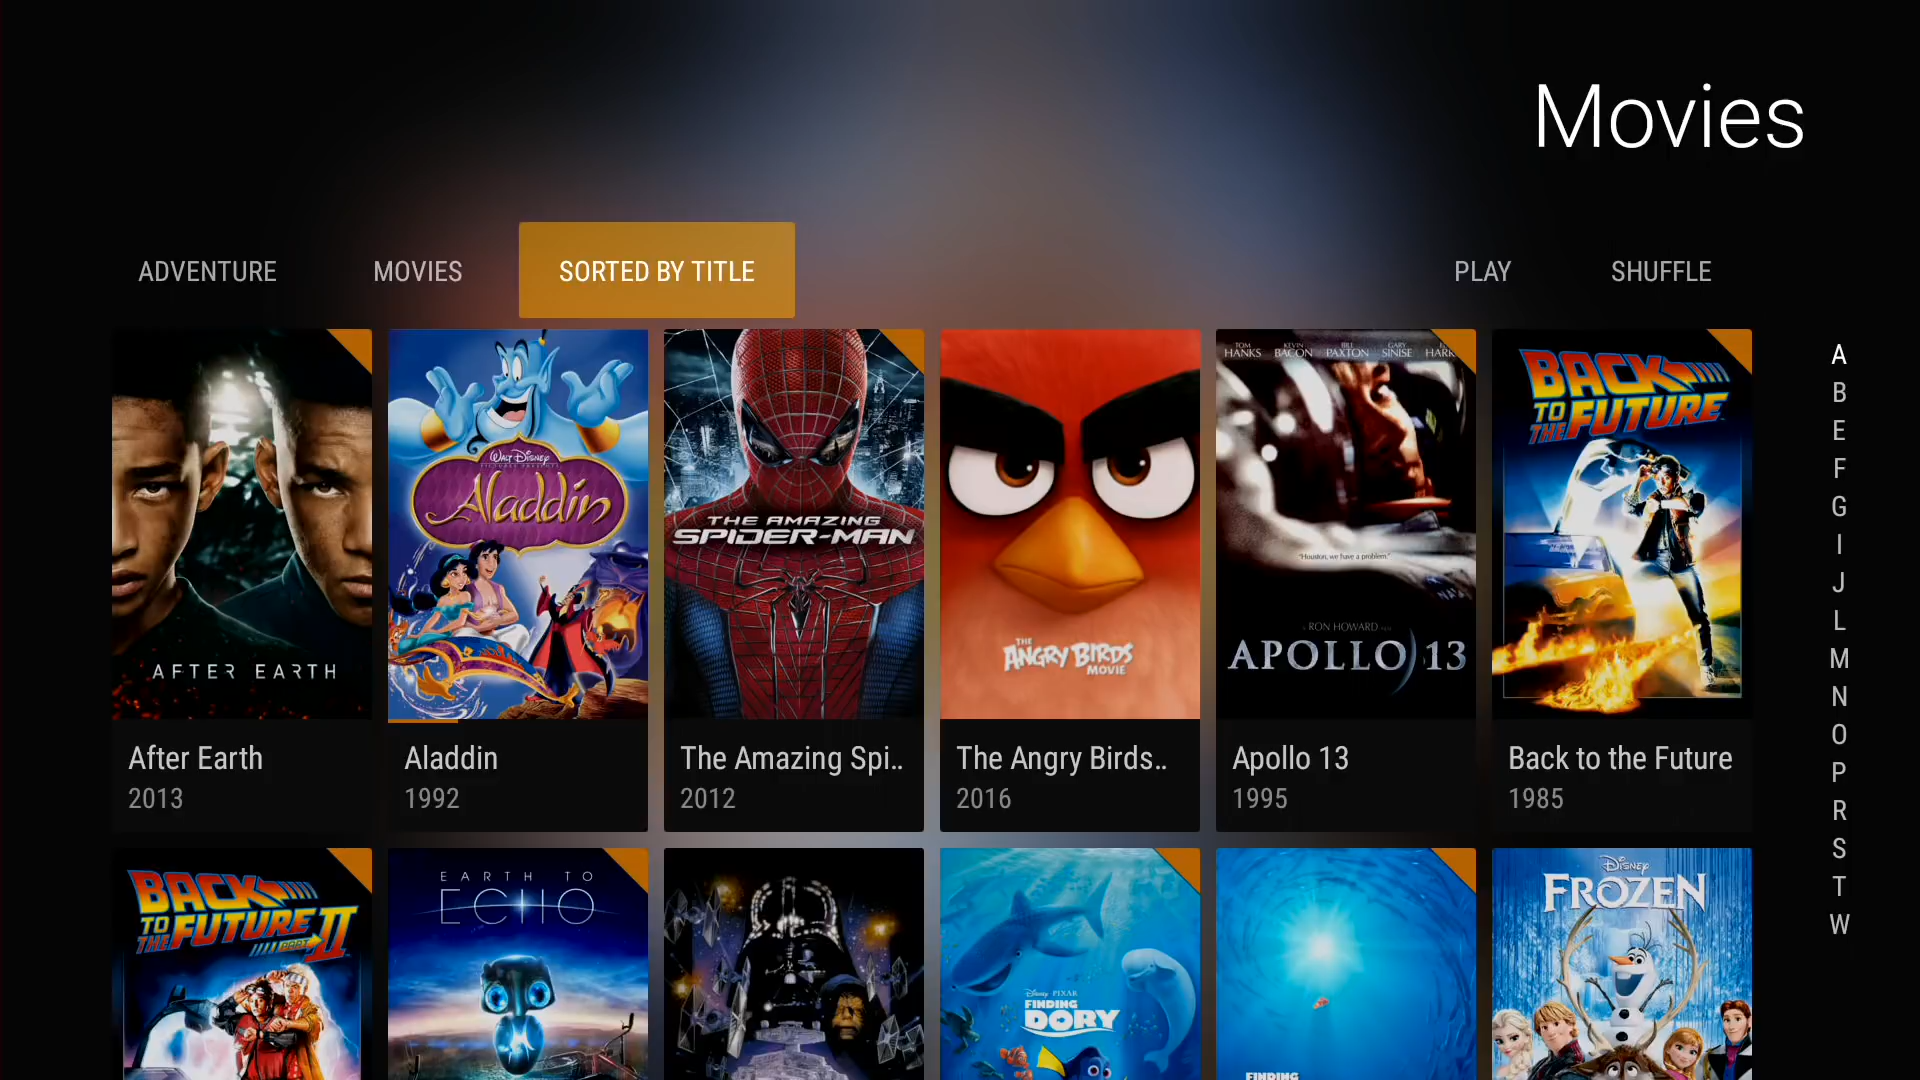 Movies
ADVENTURE
MOVIES
SORTED BY TITLE
PLAY
SHUFFLE
AFTER EARTH
After Earth
2013
WALT DISNEY
PICTURES PRESENTS
Aladdin
Aladdin
1992
THE AMAZING
SPIDER-MAN
The Amazing Spi..
2012
THE
ANGRY BIRDS
MOVIE
The Angry Birds..
2016
TOM HANKS KEVIN BACON BILL PAXTON GARY SINISE HARR
"Houston, we have a problem."
A RON HOWARD FILM
APOLLO 13
Apollo 13
1995
BACK
TO
THE FUTURE
Back to the Future
1985
BACK
TO
THE FUTURE
PART II
EARTH TO
ECHO
DISNEY PIXAR
FINDING
DORY
FINDING
DISNEY
FROZEN
A
B
E
F
G
I
J
L
M
N
O
P
R
S
T
W